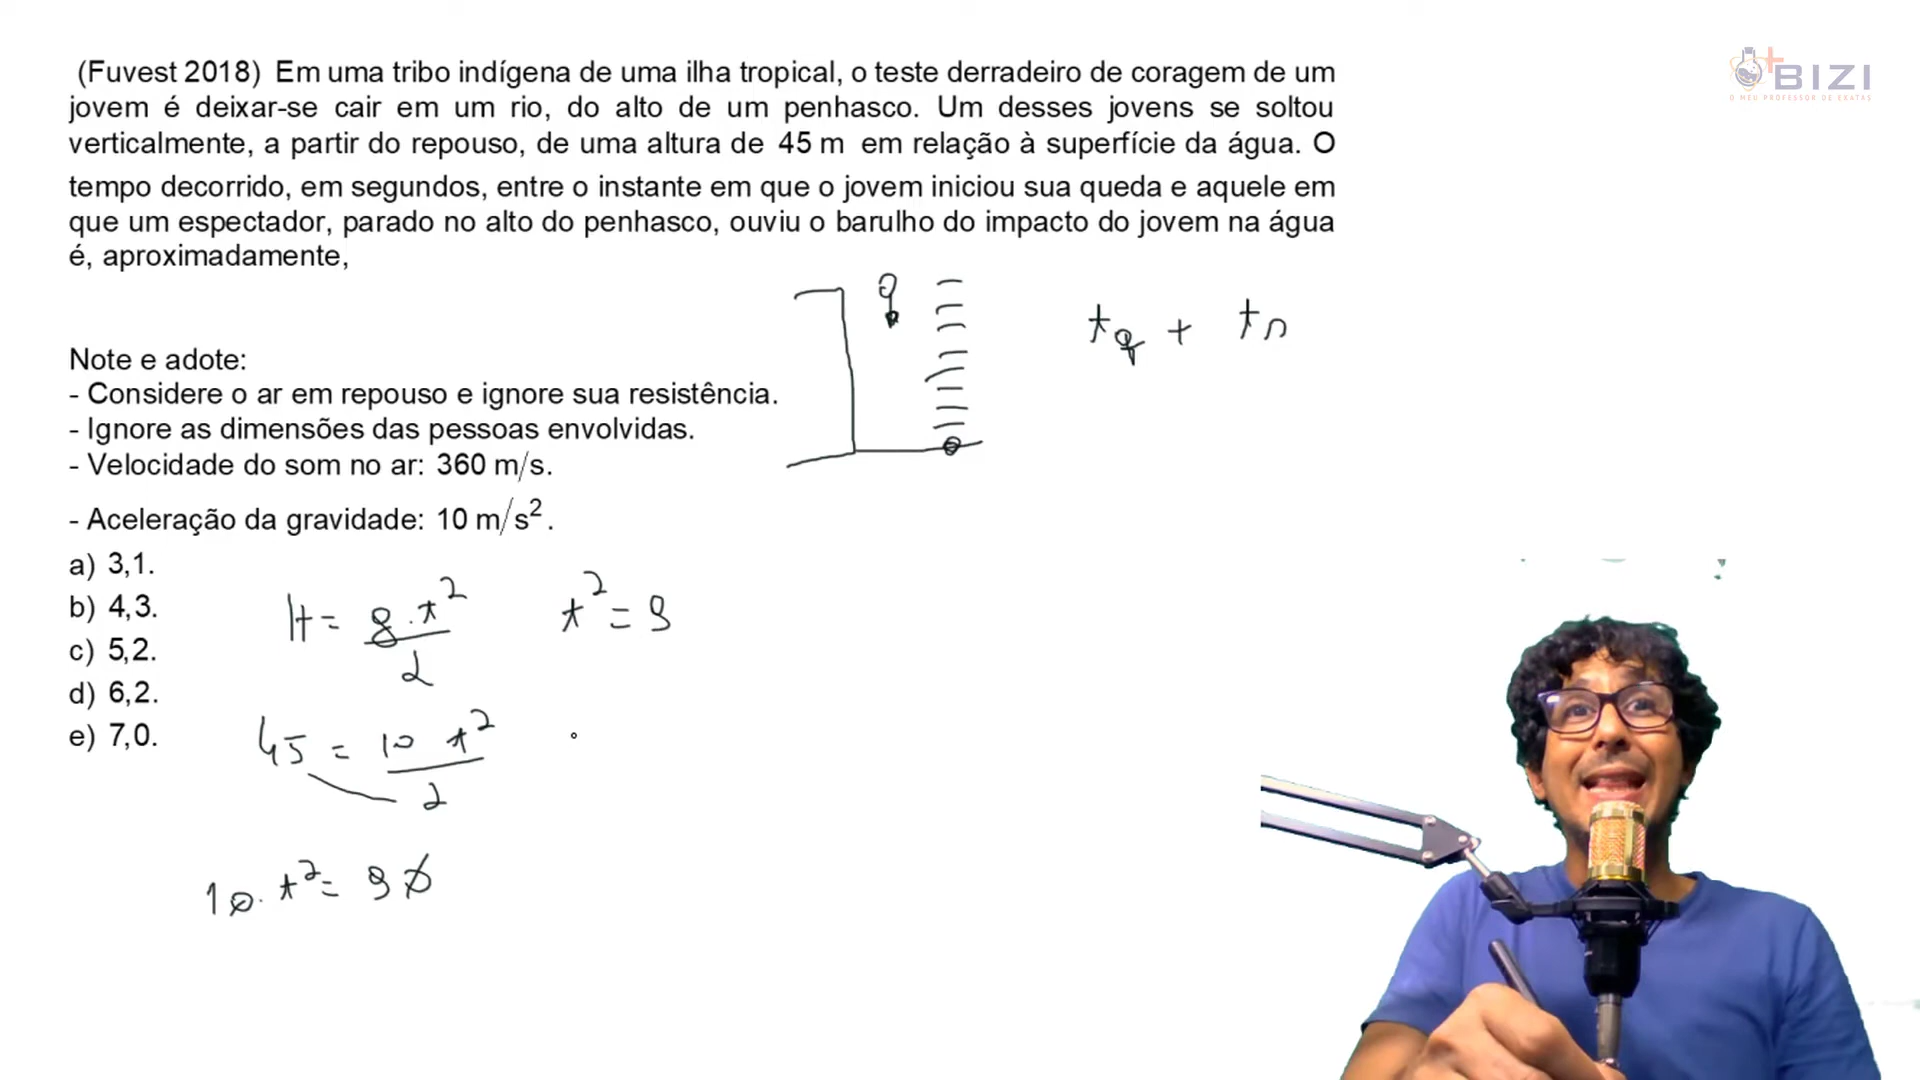 (Fuvest 2018) Em uma tribo indígena de uma ilha tropical, o teste derradeiro de coragem de um
jovem é deixar-se cair em um rio, do alto de um penhasco. Um desses jovens se soltou
verticalmente, a partir do repouso, de uma altura de 45 m em relação à superfície da água. O
tempo decorrido, em segundos, entre o instante em que o jovem iniciou sua queda e aquele em
que um espectador, parado no alto do penhasco, ouviu o barulho do impacto do jovem na água
é, aproximadamente,
Note e adote:
- Considere o ar em repouso e ignore sua resistência.
- Ignore as dimensões das pessoas envolvidas.
- Velocidade do som no ar: 360 m/s.
- Aceleração da gravidade: 10 m/s².
a) 3,1.
b) 4,3.
c) 5,2.
d) 6,2.
e) 7,0.
tq + ts
H = g.t²
2
t² = 9
45 = 10 t²
2
10. t² = 90
+BIZI
O MEU PROFESSOR DE EXATAS